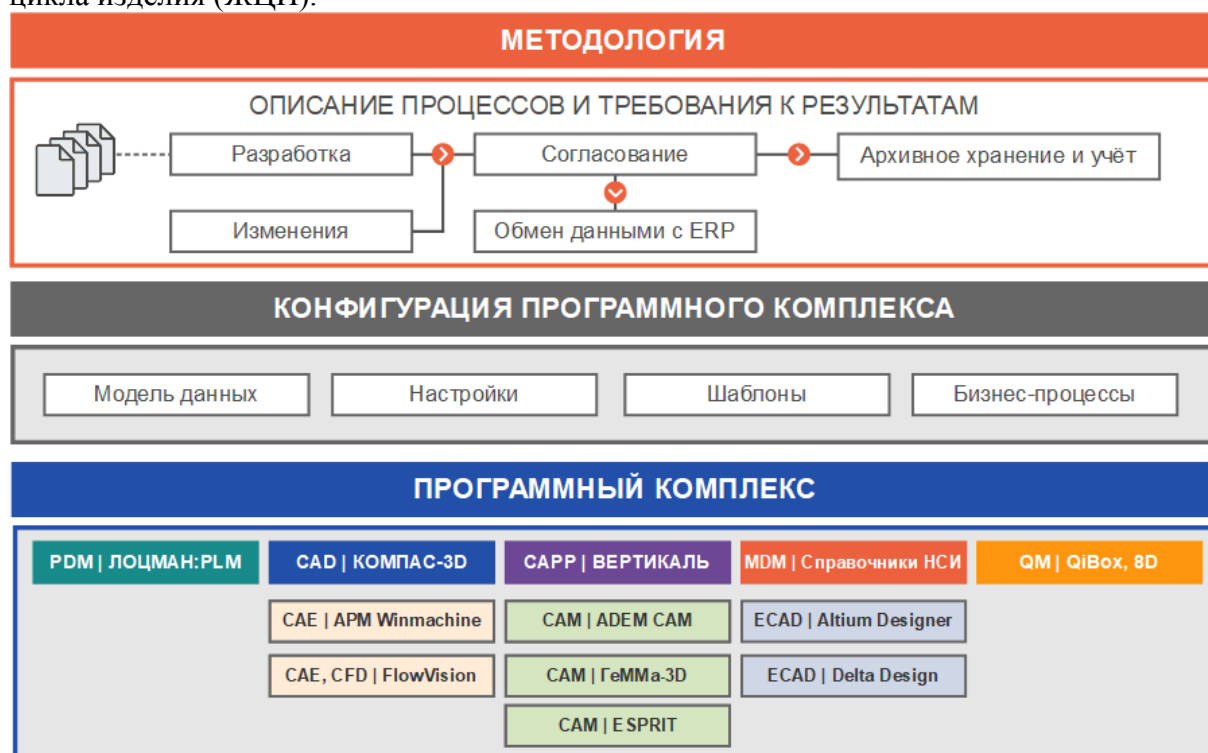 цикла изделия (ЖЦИ).
МЕТОДОЛОГИЯ
ОПИСАНИЕ ПРОЦЕССОВ И ТРЕБОВАНИЯ К РЕЗУЛЬТАТАМ
Разработка
Согласование
Архивное хранение и учёт
Изменения
Обмен данными с ERP
КОНФИГУРАЦИЯ ПРОГРАММНОГО КОМПЛЕКСА
Модель данных
Настройки
Шаблоны
Бизнес-процессы
ПРОГРАММНЫЙ КОМПЛЕКС
PDM | ЛОЦМАН:PLM
CAD | КОМПАС-3D
CAPP | ВЕРТИКАЛЬ
MDM | Справочники НСИ
QM | QiBox, 8D
CAE | APM Winmachine
CAM | ADEM CAM
ECAD | Altium Designer
CAE, CFD | FlowVision
CAM | ГеММа-3D
ECAD | Delta Design
CAM | ESPRIT